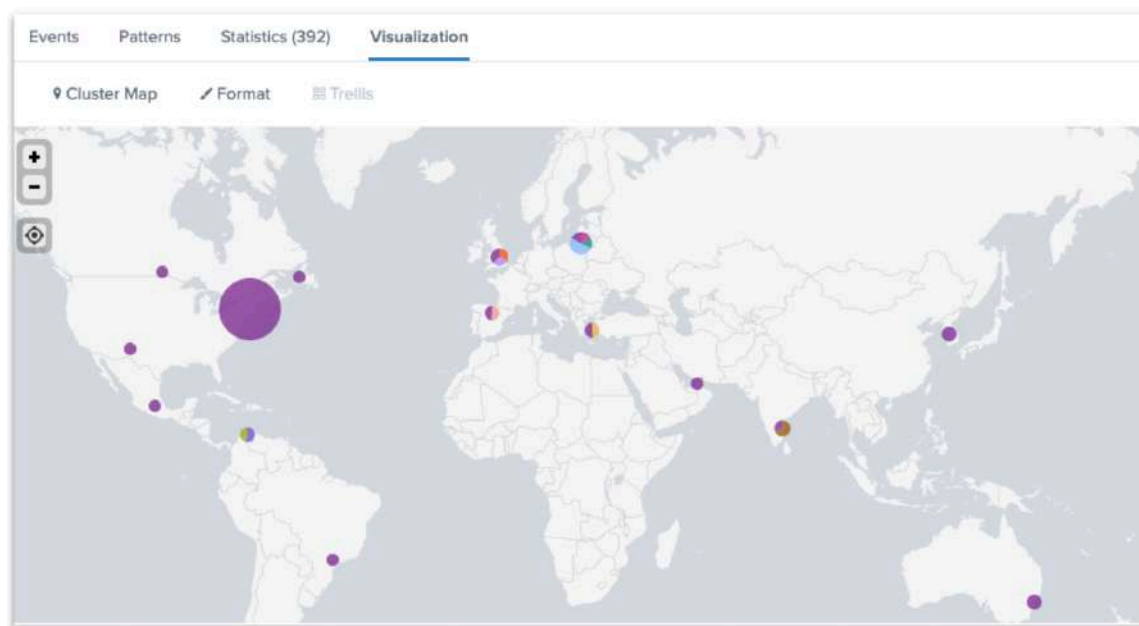 Events Patterns Statistics (392) Visualization
Cluster Map Format Trellis
+
-